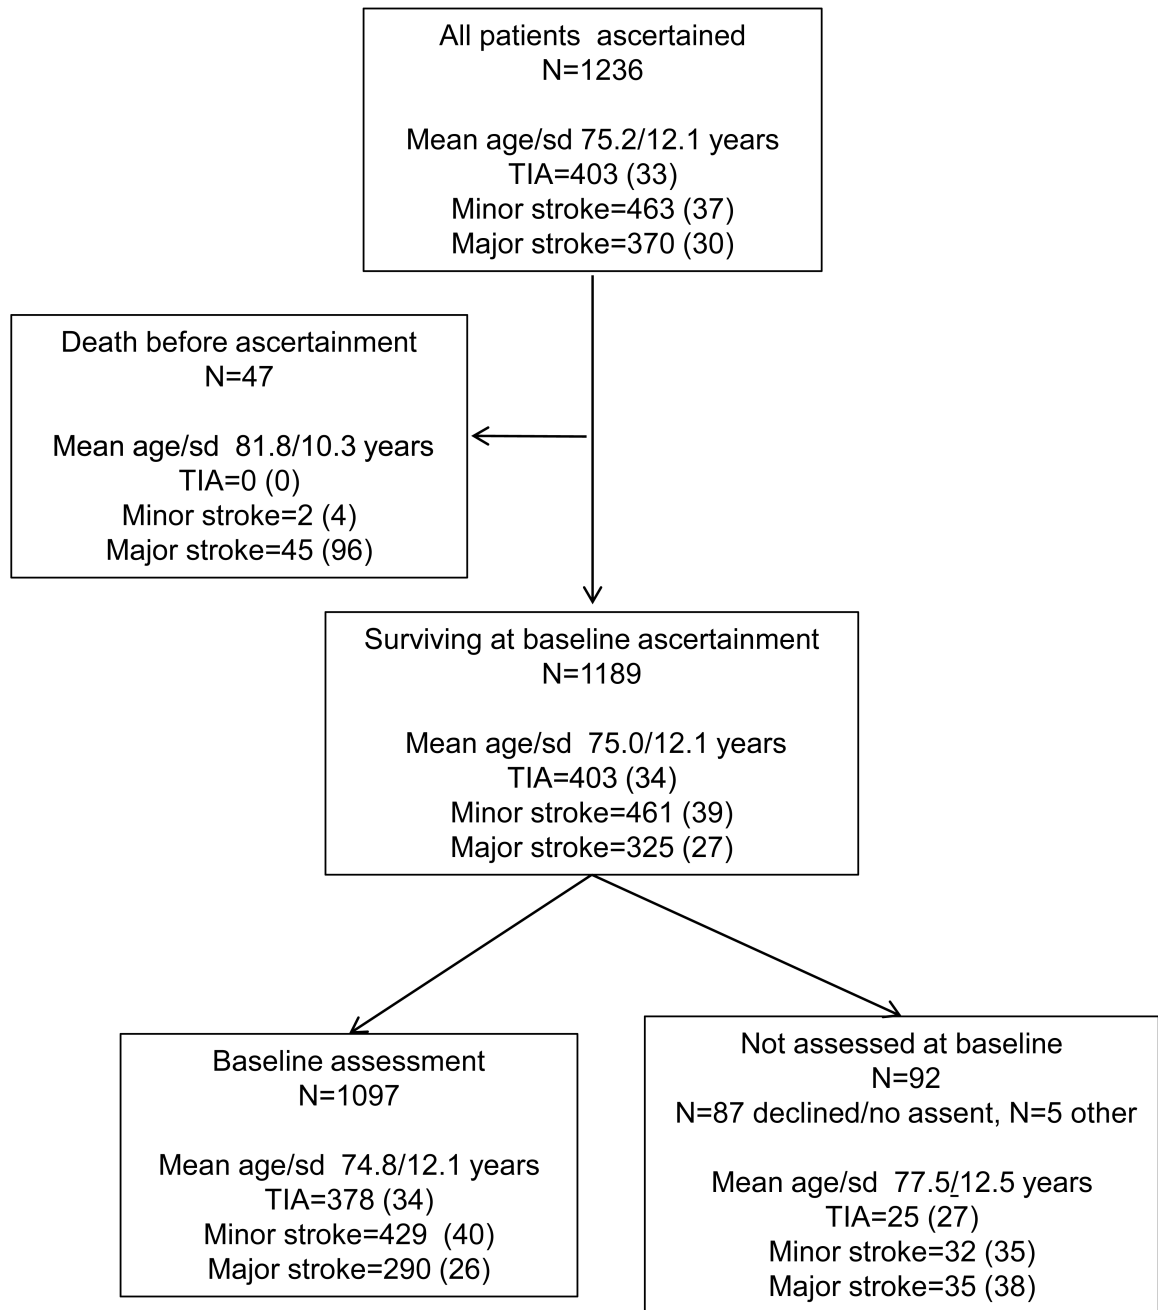 All patients ascertained
N=1236
Mean age/sd 75.2/12.1 years
TIA=403 (33)
Minor stroke=463 (37)
Major stroke=370 (30)
Death before ascertainment
N=47
Mean age/sd 81.8/10.3 years
TIA=0 (0)
Minor stroke=2 (4)
Major stroke=45 (96)
Surviving at baseline ascertainment
N=1189
Mean age/sd 75.0/12.1 years
TIA=403 (34)
Minor stroke=461 (39)
Major stroke=325 (27)
Baseline assessment
N=1097
Mean age/sd 74.8/12.1 years
TIA=378 (34)
Minor stroke=429 (40)
Major stroke=290 (26)
Not assessed at baseline
N=92
N=87 declined/no assent, N=5 other
Mean age/sd 77.5/12.5 years
TIA=25 (27)
Minor stroke=32 (35)
Major stroke=35 (38)